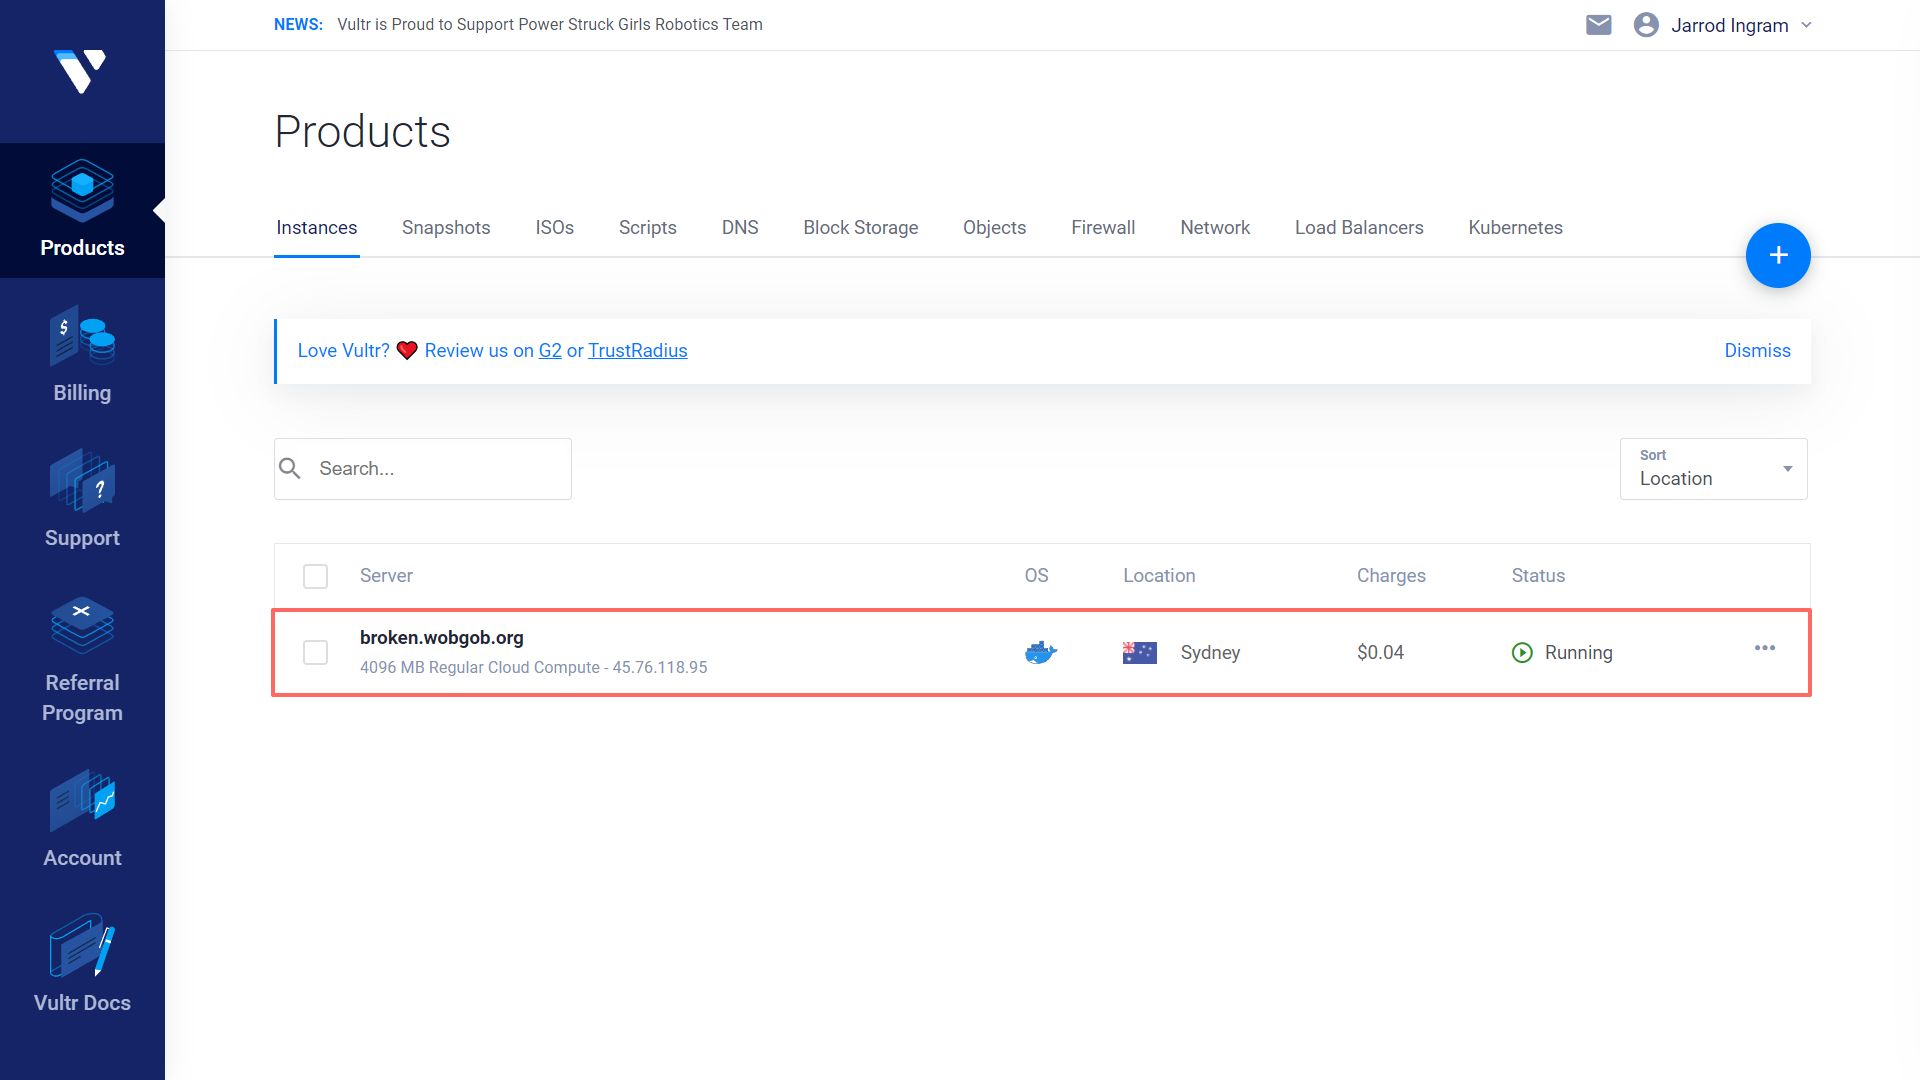 NEWS: Vultr is Proud to Support Power Struck Girls Robotics Team
Jarrod Ingram
Products
Products
Instances Snapshots ISOs Scripts DNS Block Storage Objects Firewall Network Load Balancers Kubernetes
+
Love Vultr? ❤ Review us on G2 or TrustRadius
Dismiss
$
Billing
Search...
Sort
Location
?
Support
Server OS Location Charges Status
broken.wobgob.org
4096 MB Regular Cloud Compute - 45.76.118.95
Sydney $0.04 Running
Referral
Program
Account
Vultr Docs